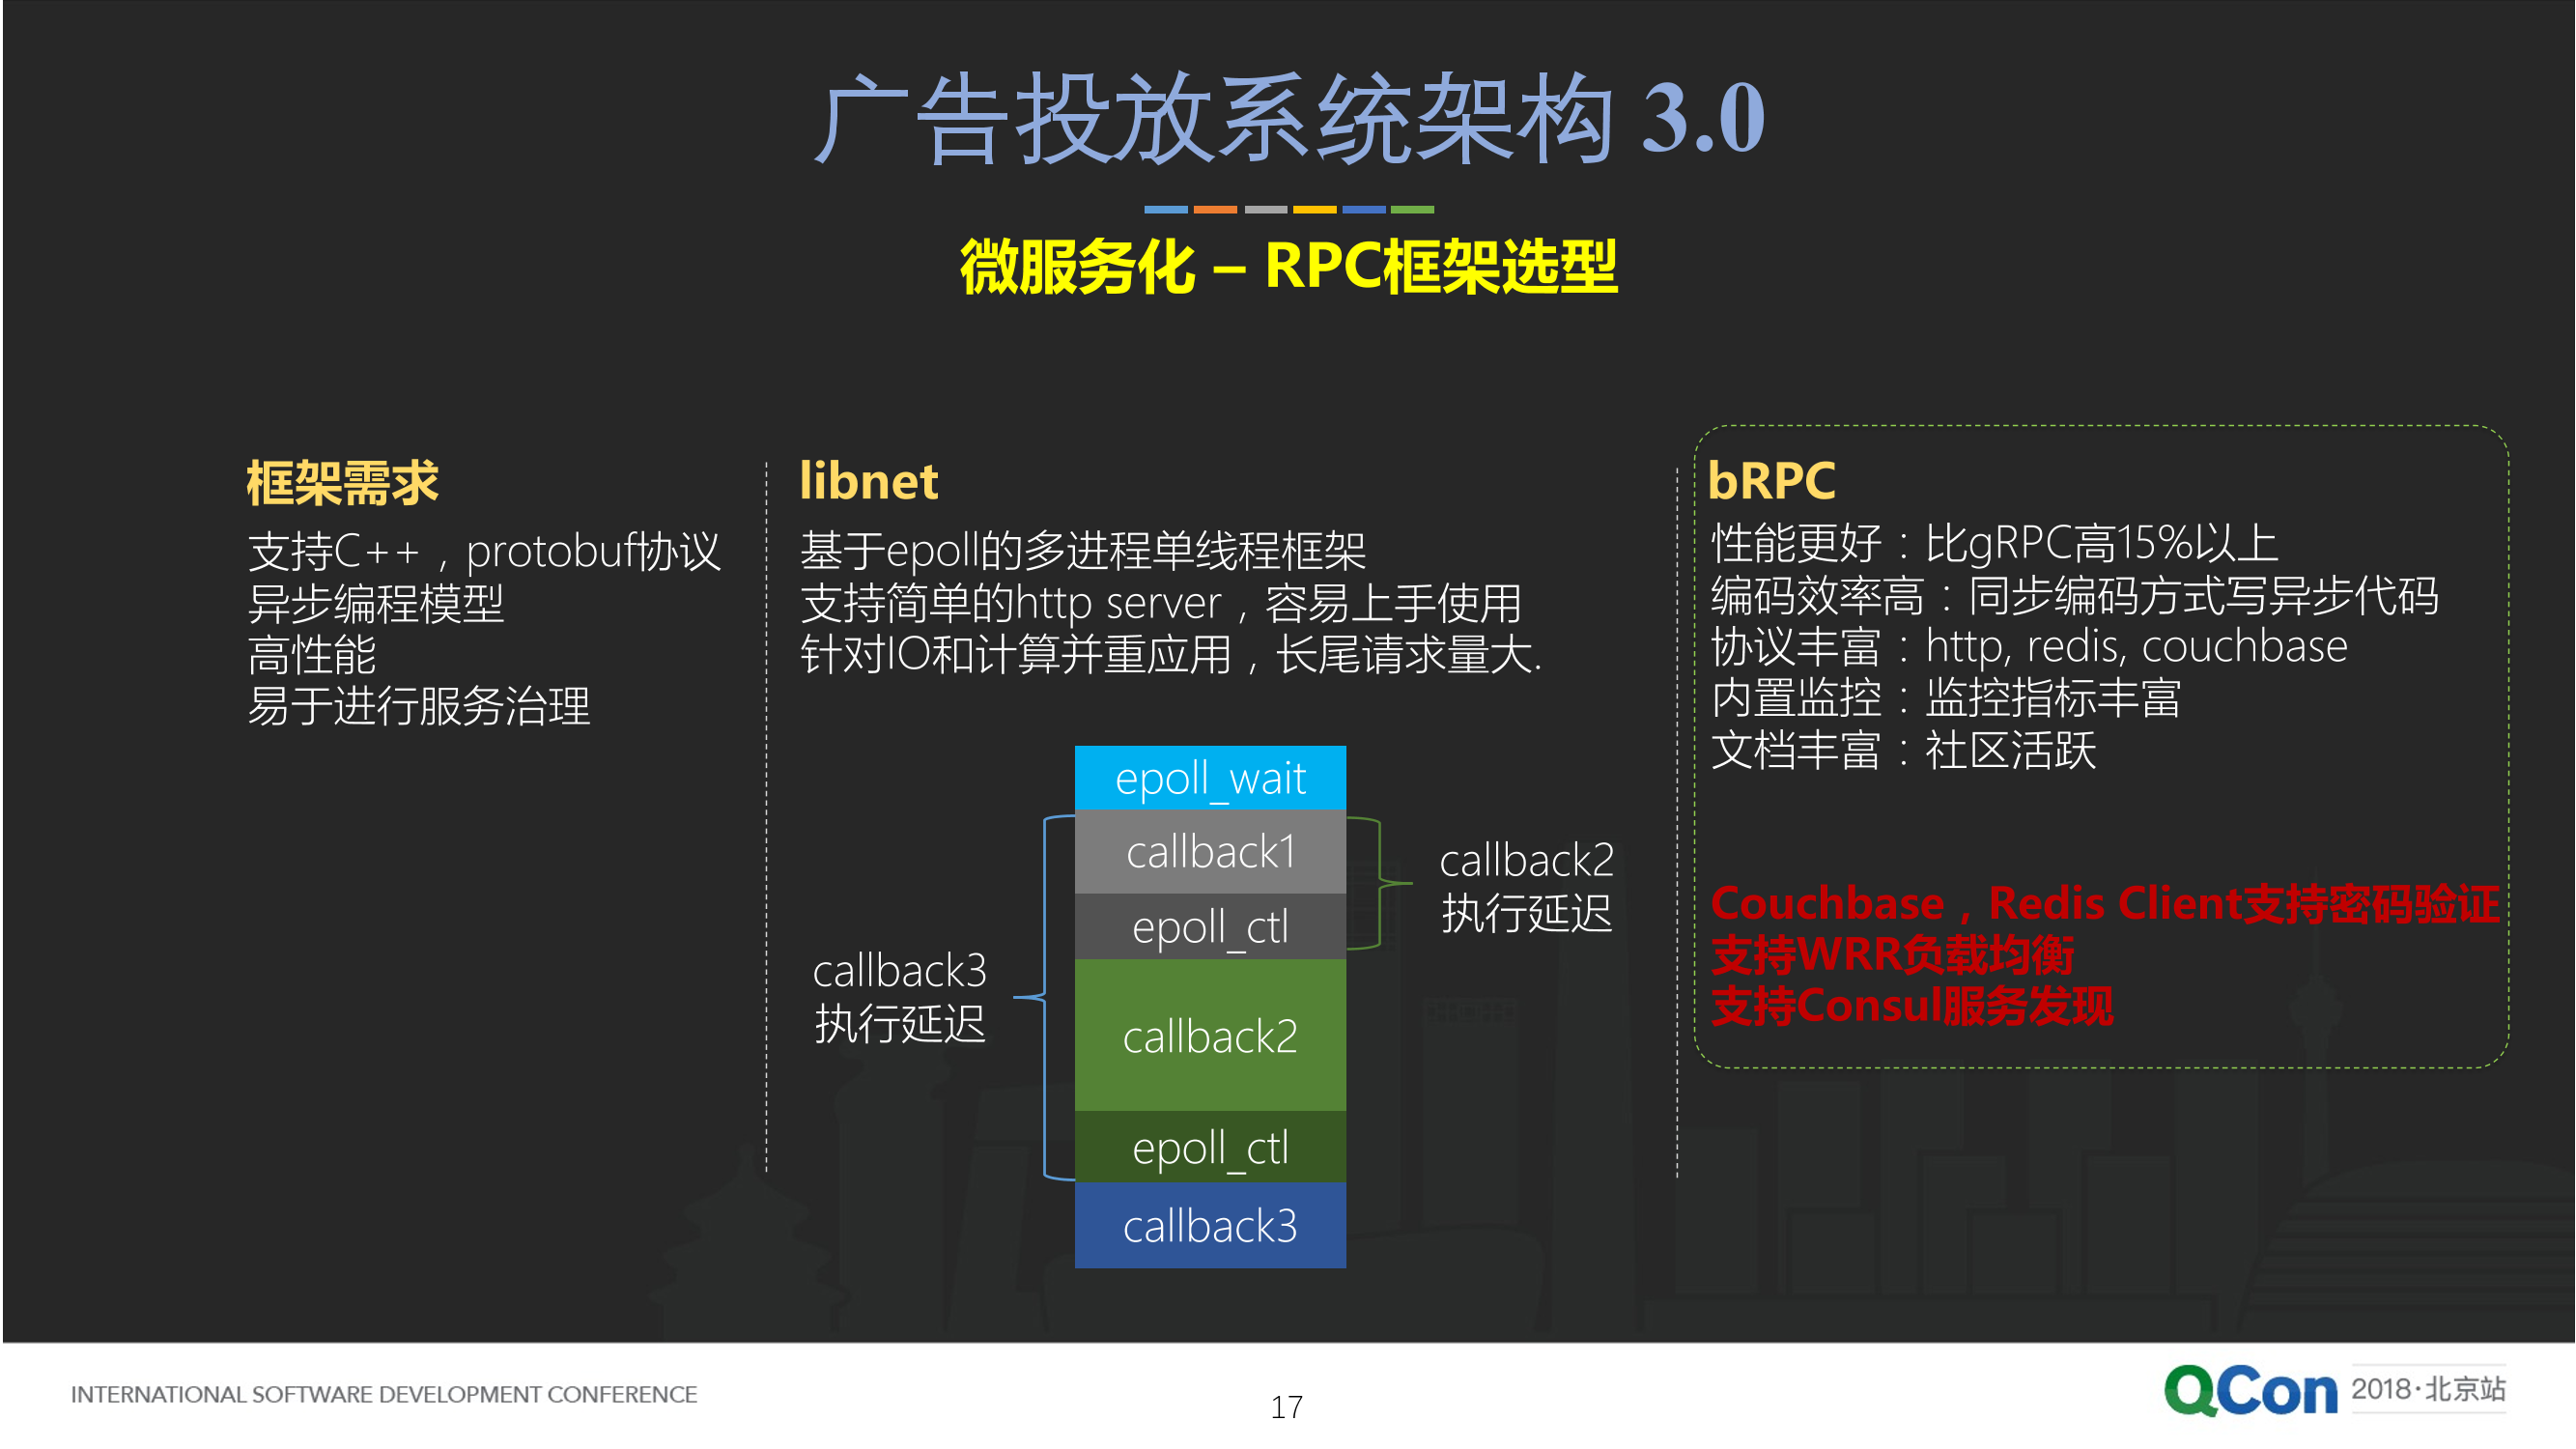 广告投放系统架构 3.0
微服务化 – RPC框架选型
框架需求
支持C++，protobuf协议
异步编程模型
高性能
易于进行服务治理
libnet
基于epoll的多进程单线程框架
支持简单的http server，容易上手使用
针对IO和计算并重应用，长尾请求量大.
epoll_wait
callback1
epoll_ctl
callback2
epoll_ctl
callback3
callback2
执行延迟
callback3
执行延迟
bRPC
性能更好：比gRPC高15%以上
编码效率高：同步编码方式写异步代码
协议丰富：http, redis, couchbase
内置监控：监控指标丰富
文档丰富：社区活跃
Couchbase，Redis Client支持密码验证
支持WRR负载均衡
支持Consul服务发现
INTERNATIONAL SOFTWARE DEVELOPMENT CONFERENCE
17
QCon 2018·北京站